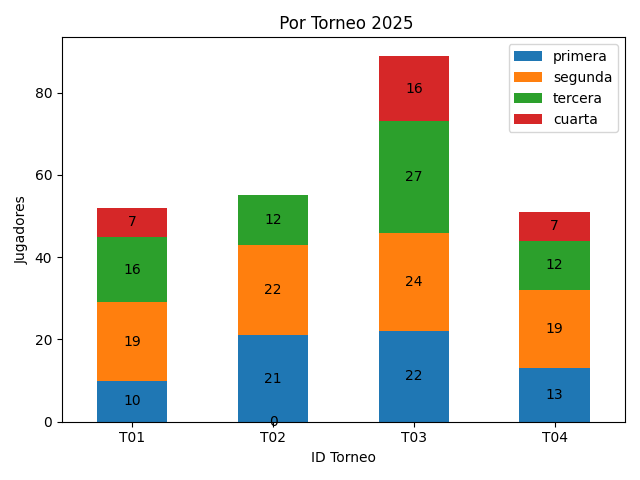 Por Torneo 2025
primera
segunda
tercera
cuarta
Jugadores
80
60
40
20
0
7
16
19
10
12
22
21
0
16
27
24
22
7
12
19
13
T01 T02 T03 T04
ID Torneo